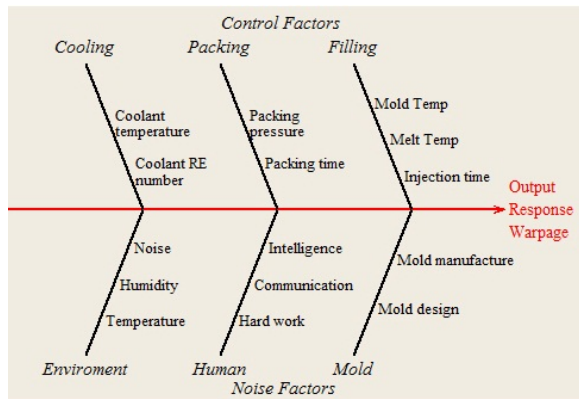 Control Factors
Cooling
Packing
Filling
Coolant
temperature
Coolant RE
number
Packing
pressure
Packing time
Mold Temp
Melt Temp
Injection time
Output
Response
Warpage
Noise
Humidity
Temperature
Intelligence
Communication
Hard work
Mold manufacture
Mold design
Enviroment
Human
Mold
Noise Factors